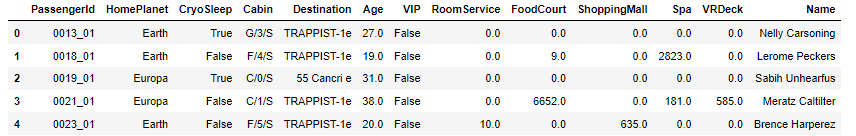 PassengerId HomePlanet CryoSleep Cabin Destination Age VIP RoomService FoodCourt ShoppingMall Spa VRDeck Name
0 0013_01 Earth True G/3/S TRAPPIST-1e 27.0 False 0.0 0.0 0.0 0.0 0.0 Nelly Carsoning
1 0018_01 Earth False F/4/S TRAPPIST-1e 19.0 False 0.0 9.0 0.0 2823.0 0.0 Lerome Peckers
2 0019_01 Europa True C/0/S 55 Cancri e 31.0 False 0.0 0.0 0.0 0.0 0.0 Sabih Unhearfus
3 0021_01 Europa False C/1/S TRAPPIST-1e 38.0 False 0.0 6652.0 0.0 181.0 585.0 Meratz Caltilter
4 0023_01 Earth False F/5/S TRAPPIST-1e 20.0 False 10.0 0.0 635.0 0.0 0.0 Brence Harperez